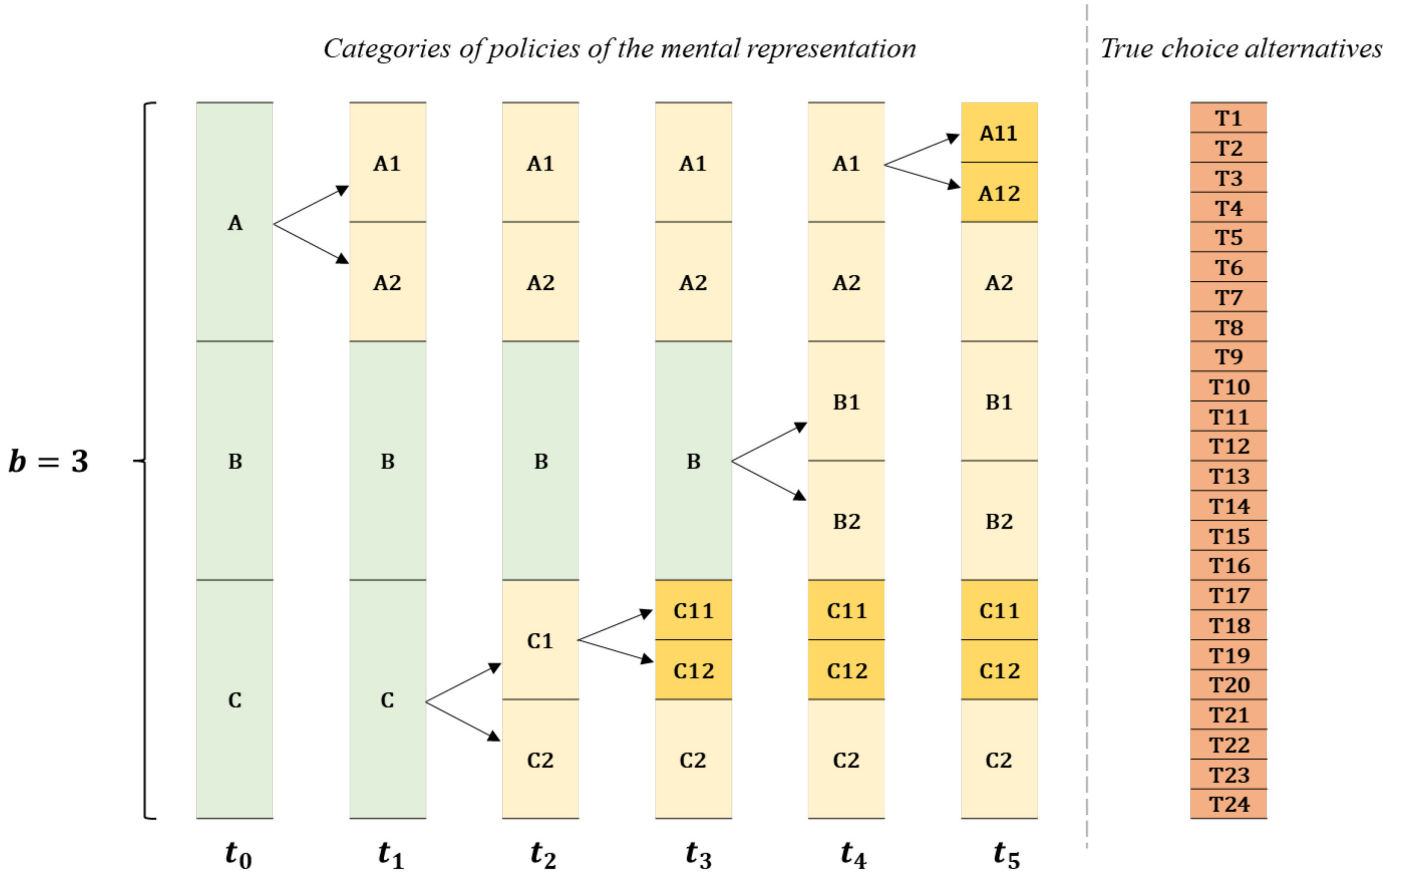 Categories of policies of the mental representation
True choice alternatives
b = 3
A
B
C
t0
A1
A2
B
C
t1
A1
A2
B
C1
C2
t2
A1
A2
B
C11
C12
C2
t3
A1
A2
B1
B2
C11
C12
C2
t4
A11
A12
A2
B1
B2
C11
C12
C2
t5
T1
T2
T3
T4
T5
T6
T7
T8
T9
T10
T11
T12
T13
T14
T15
T16
T17
T18
T19
T20
T21
T22
T23
T24